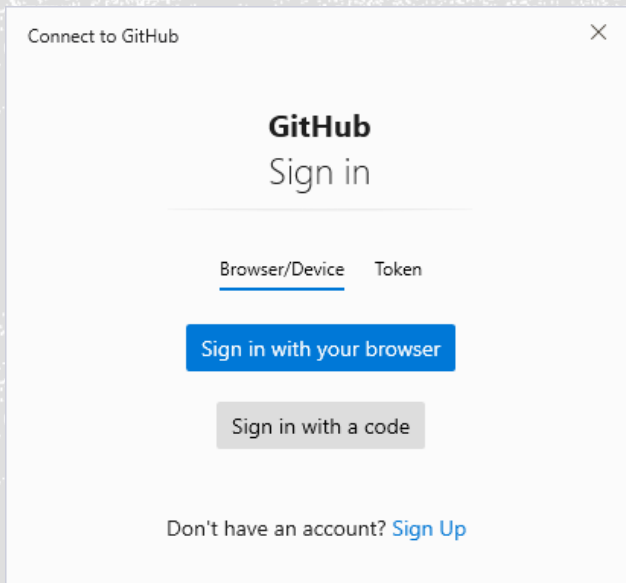 Connect to GitHub
GitHub
Sign in
Browser/Device Token
Sign in with your browser
Sign in with a code
Don't have an account? Sign Up